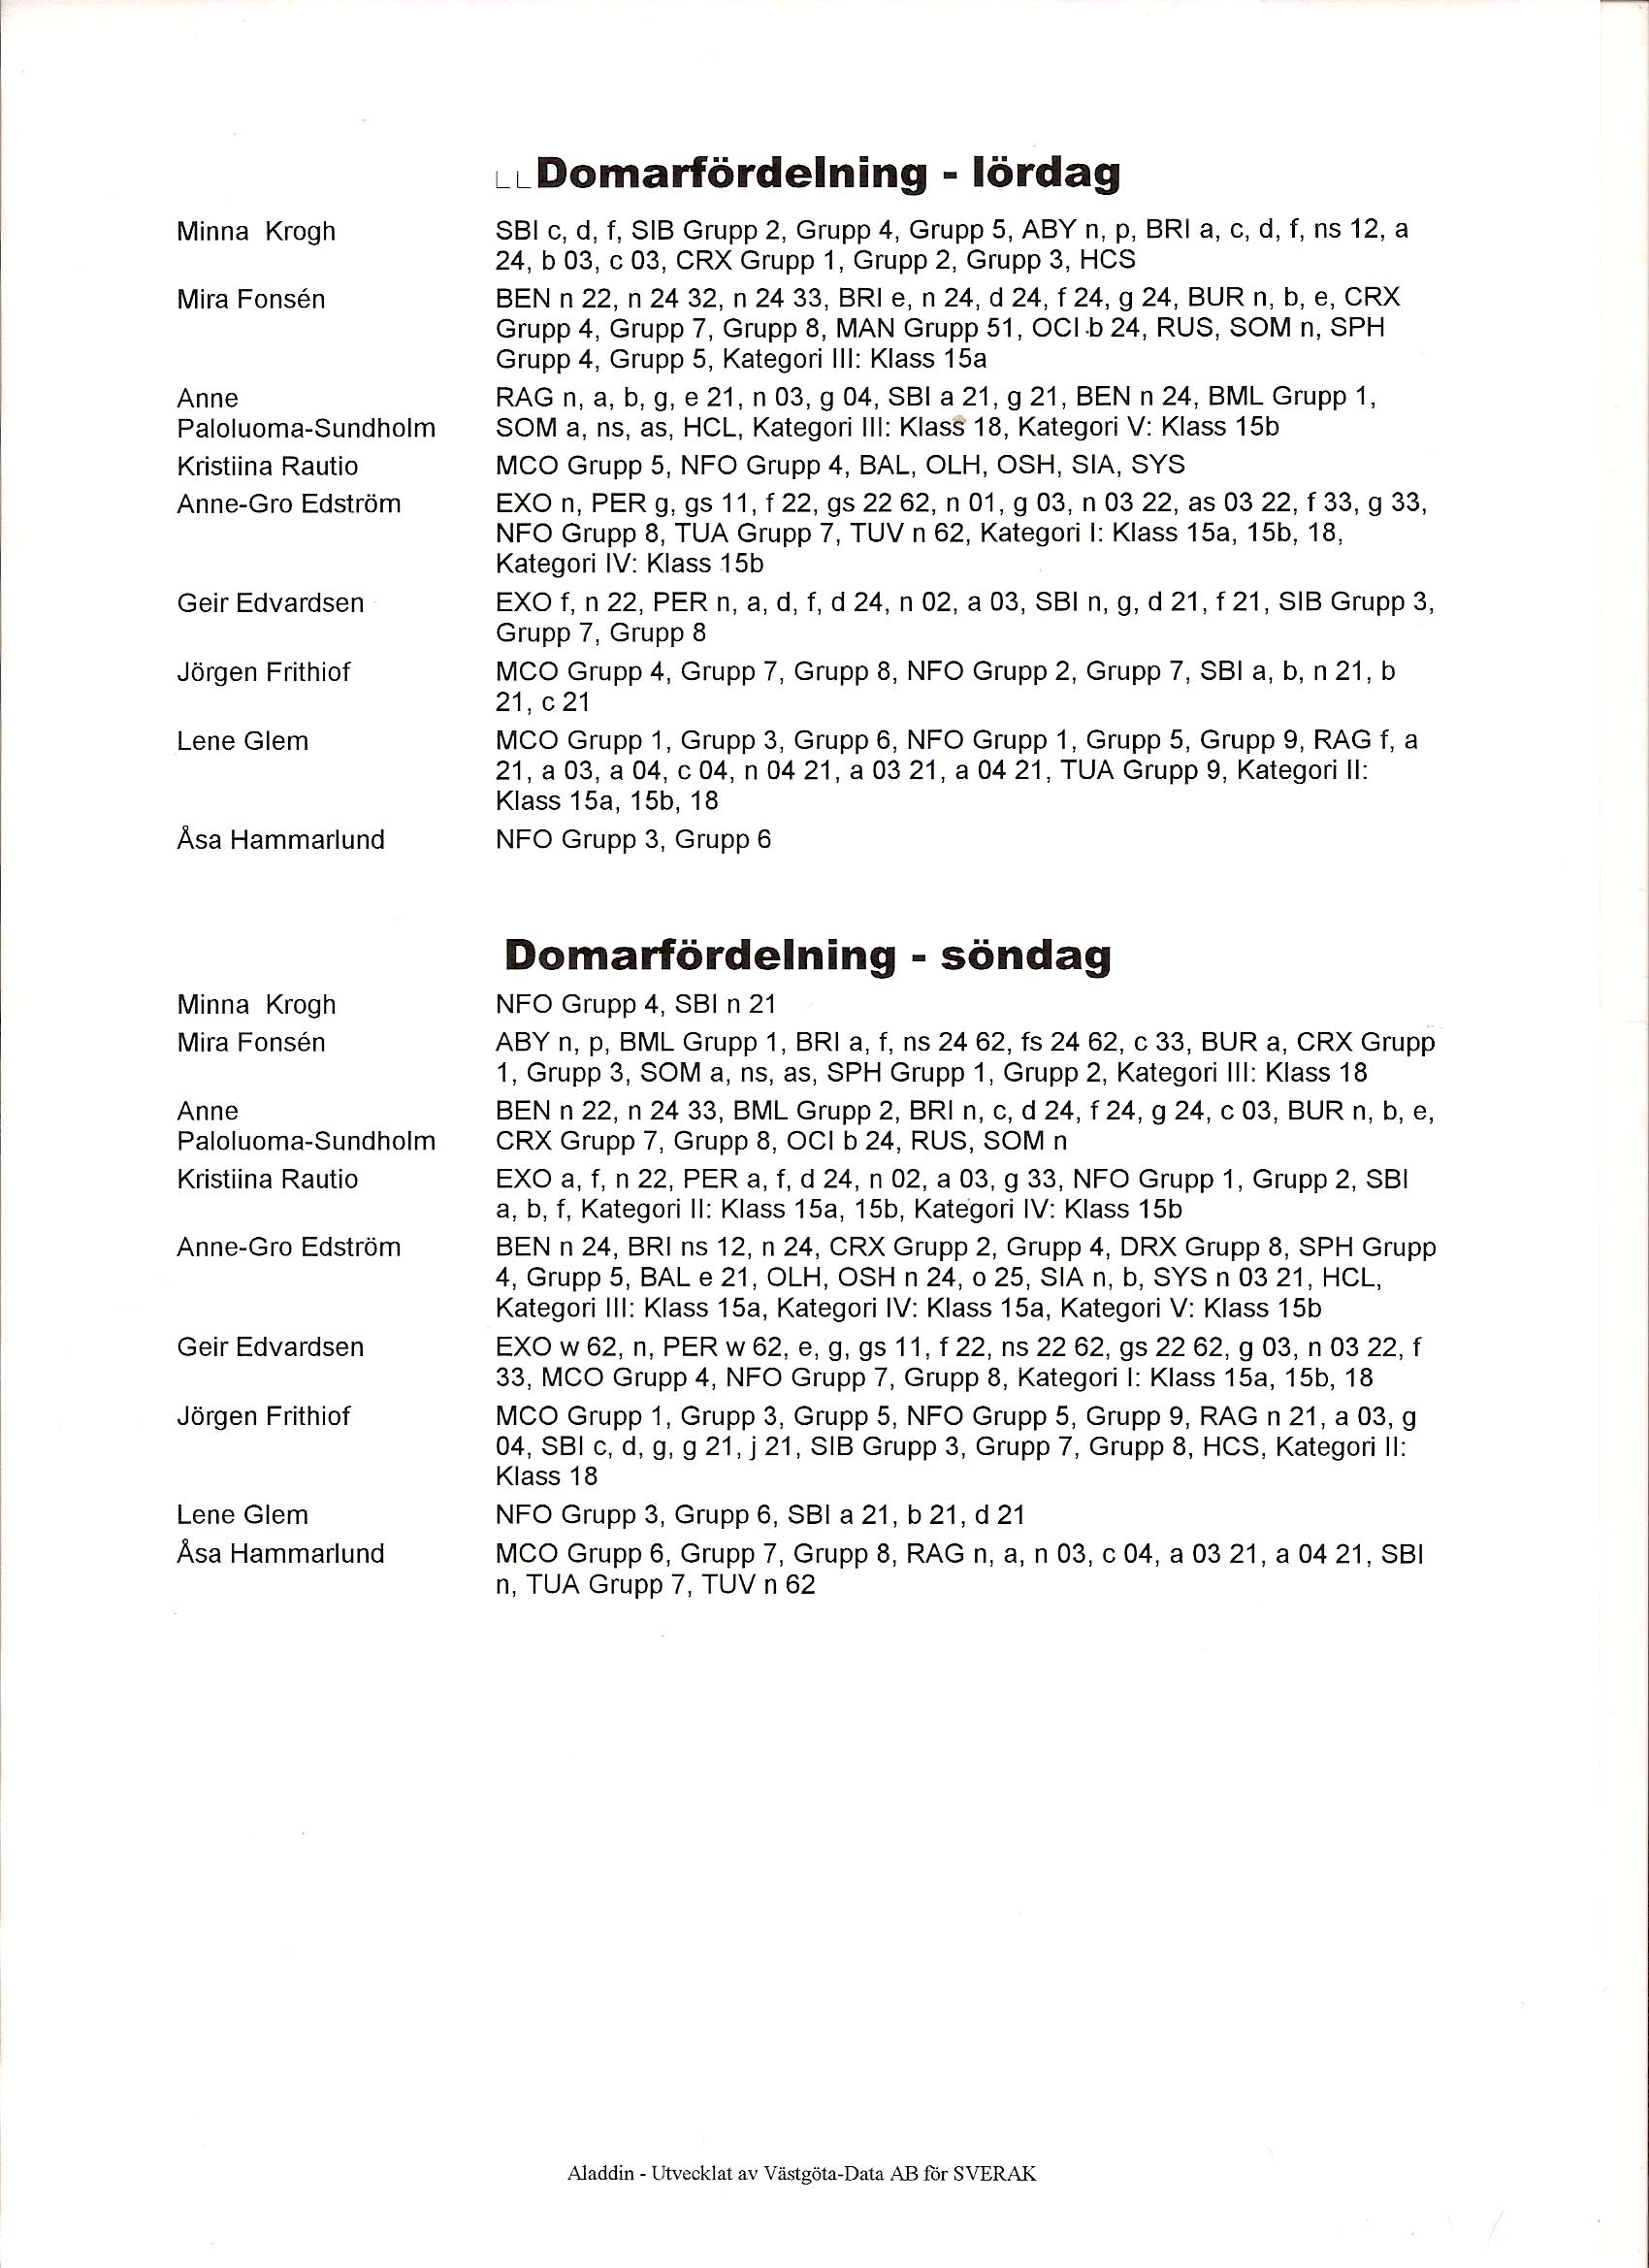 Domarfördelning - lördag
Minna Krogh SBI c, d, f, SIB Grupp 2, Grupp 4, Grupp 5, ABY n, p, BRI a, c, d, f, ns 12, a
24, b 03, c 03, CRX Grupp 1, Grupp 2, Grupp 3, HCS
Mira Fonsén BEN n 22, n 24 32, n 24 33, BRI e, n 24, d 24, f 24, g 24, BUR n, b, e, CRX
Grupp 4, Grupp 7, Grupp 8, MAN Grupp 51, OCI b 24, RUS, SOM n, SPH
Grupp 4, Grupp 5, Kategori III: Klass 15a
Anne RAG n, a, b, g, e 21, n 03, g 04, SBI a 21, g 21, BEN n 24, BML Grupp 1,
Paloluoma-Sundholm SOM a, ns, as, HCL, Kategori III: Klass 18, Kategori V: Klass 15b
Kristiina Rautio MCO Grupp 5, NFO Grupp 4, BAL, OLH, OSH, SIA, SYS
Anne-Gro Edström EXO n, PER g, gs 11, f 22, gs 22 62, n 01, g 03, n 03 22, as 03 22, f 33, g 33,
NFO Grupp 8, TUA Grupp 7, TUV n 62, Kategori I: Klass 15a, 15b, 18,
Kategori IV: Klass 15b
Geir Edvardsen EXO f, n 22, PER n, a, d, f, d 24, n 02, a 03, SBI n, g, d 21, f 21, SIB Grupp 3,
Grupp 7, Grupp 8
Jörgen Frithiof MCO Grupp 4, Grupp 7, Grupp 8, NFO Grupp 2, Grupp 7, SBI a, b, n 21, b
21, c 21
Lene Glem MCO Grupp 1, Grupp 3, Grupp 6, NFO Grupp 1, Grupp 5, Grupp 9, RAG f, a
21, a 03, a 04, c 04, n 04 21, a 03 21, a 04 21, TUA Grupp 9, Kategori II:
Klass 15a, 15b, 18
Åsa Hammarlund NFO Grupp 3, Grupp 6
Domarfördelning - söndag
Minna Krogh NFO Grupp 4, SBI n 21
Mira Fonsén ABY n, p, BML Grupp 1, BRI a, f, ns 24 62, fs 24 62, c 33, BUR a, CRX Grupp
1, Grupp 3, SOM a, ns, as, SPH Grupp 1, Grupp 2, Kategori III: Klass 18
Anne BEN n 22, n 24 33, BML Grupp 2, BRI n, c, d 24, f 24, g 24, c 03, BUR n, b, e,
Paloluoma-Sundholm CRX Grupp 7, Grupp 8, OCI b 24, RUS, SOM n
Kristiina Rautio EXO a, f, n 22, PER a, f, d 24, n 02, a 03, g 33, NFO Grupp 1, Grupp 2, SBI
a, b, f, Kategori II: Klass 15a, 15b, Kategori IV: Klass 15b
Anne-Gro Edström BEN n 24, BRI ns 12, n 24, CRX Grupp 2, Grupp 4, DRX Grupp 8, SPH Grupp
4, Grupp 5, BAL e 21, OLH, OSH n 24, o 25, SIA n, b, SYS n 03 21, HCL,
Kategori III: Klass 15a, Kategori IV: Klass 15a, Kategori V: Klass 15b
Geir Edvardsen EXO w 62, n, PER w 62, e, g, gs 11, f 22, ns 22 62, gs 22 62, g 03, n 03 22, f
33, MCO Grupp 4, NFO Grupp 7, Grupp 8, Kategori I: Klass 15a, 15b, 18
Jörgen Frithiof MCO Grupp 1, Grupp 3, Grupp 5, NFO Grupp 5, Grupp 9, RAG n 21, a 03, g
04, SBI c, d, g, g 21, j 21, SIB Grupp 3, Grupp 7, Grupp 8, HCS, Kategori II:
Klass 18
Lene Glem NFO Grupp 3, Grupp 6, SBI a 21, b 21, d 21
Åsa Hammarlund MCO Grupp 6, Grupp 7, Grupp 8, RAG n, a, n 03, c 04, a 03 21, a 04 21, SBI
n, TUA Grupp 7, TUV n 62
Aladdin - Utvecklat av Västgöta-Data AB för SVERAK